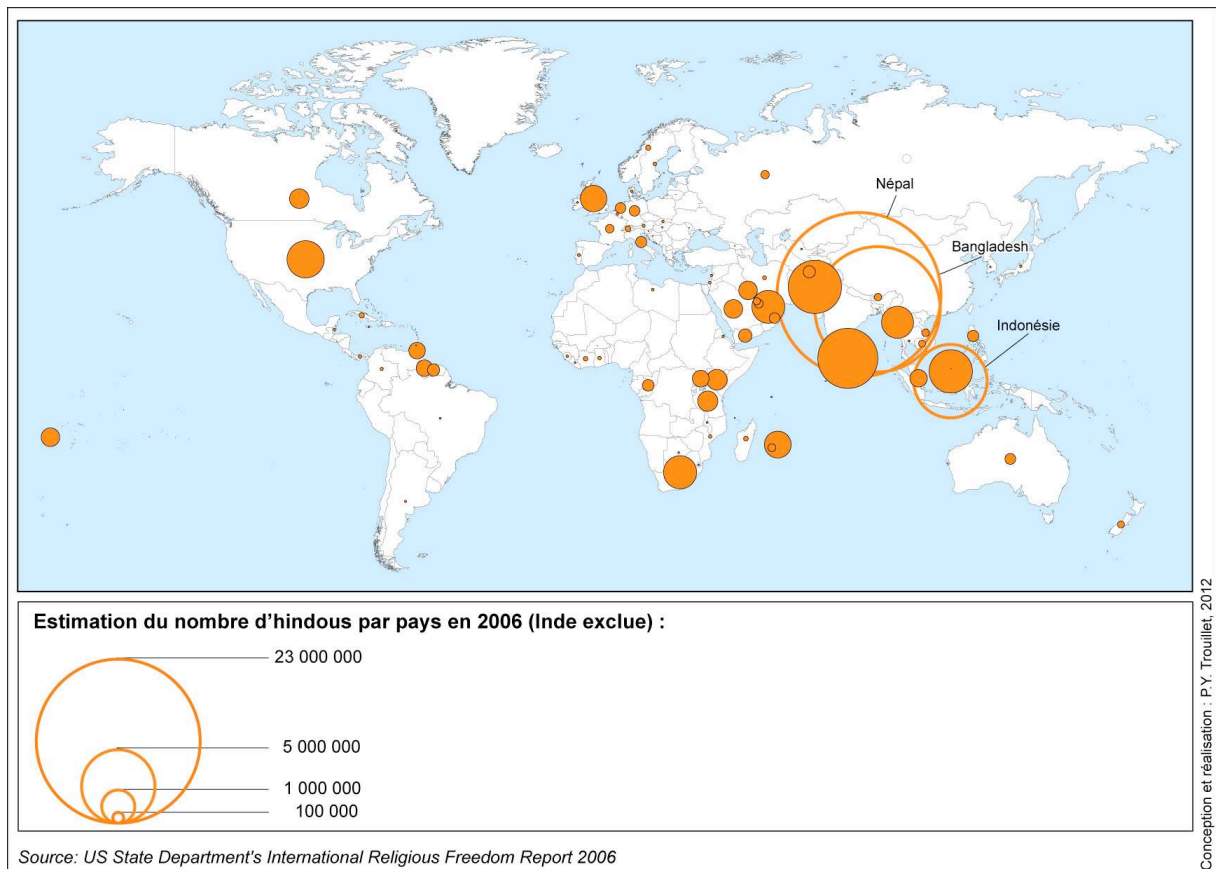 Népal
Bangladesh
Indonésie
Estimation du nombre d’hindous par pays en 2006 (Inde exclue) :
23 000 000
5 000 000
1 000 000
100 000
Source: US State Department's International Religious Freedom Report 2006
Conception et réalisation : P.Y. Trouillet, 2012